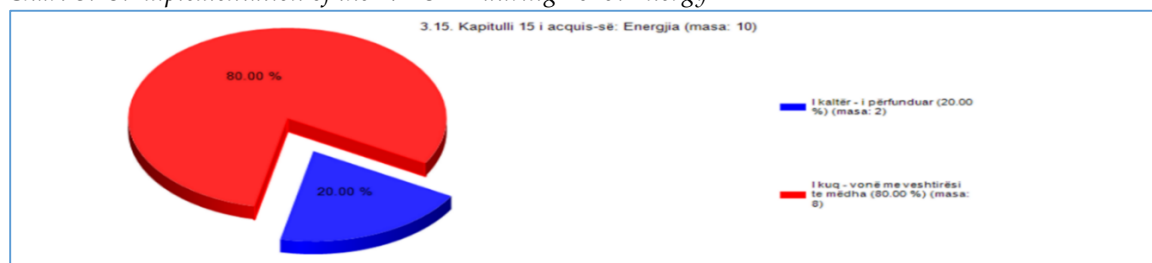 3.15. Kapitulli 15 i acquis-së: Energjia (masa: 10)
80.00 %
20.00 %
I kaltër - i përfunduar (20.00
%) (masa: 2)
I kuq - vonë me veshtirësi
te mëdha (80.00 %) (masa:
8)